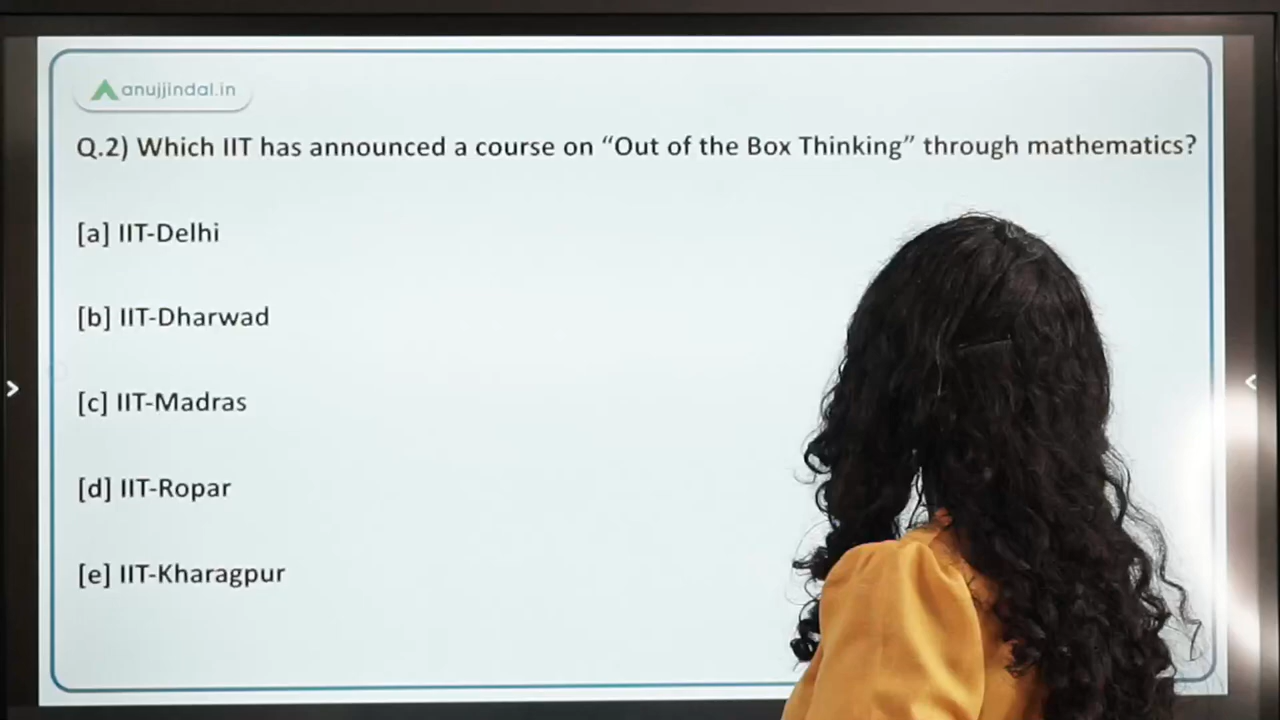 anujjindal.in
Q.2) Which IIT has announced a course on “Out of the Box Thinking” through mathematics?
[a] IIT-Delhi
[b] IIT-Dharwad
[c] IIT-Madras
[d] IIT-Ropar
[e] IIT-Kharagpur